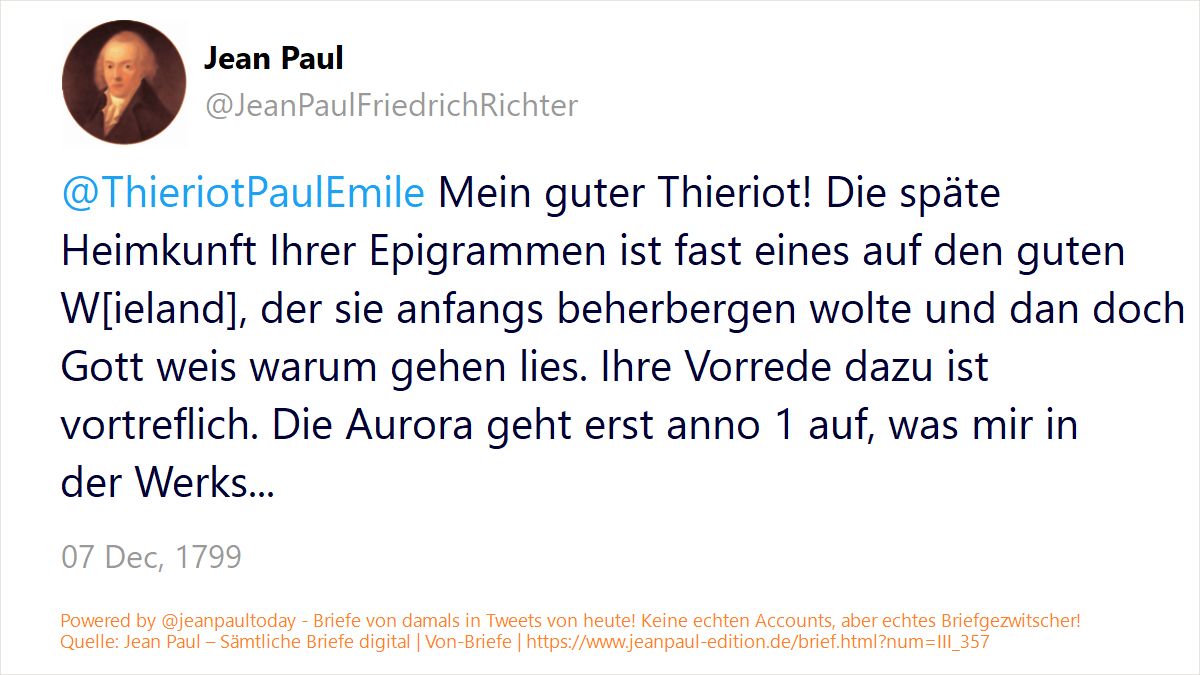 Jean Paul
@JeanPaulFriedrichRichter
@ThieriotPaulEmile Mein guter Thieriot! Die späte
Heimkunft Ihrer Epigrammen ist fast eines auf den guten
W[ieland], der sie anfangs beherbergen wolte und dan doch
Gott weis warum gehen lies. Ihre Vorrede dazu ist
vortreflich. Die Aurora geht erst anno 1 auf, was mir in
der Werks...
07 Dec, 1799
Powered by @jeanpaultoday - Briefe von damals in Tweets von heute! Keine echten Accounts, aber echtes Briefgezwitscher!
Quelle: Jean Paul – Sämtliche Briefe digital | Von-Briefe | https://www.jeanpaul-edition.de/brief.html?num=III_357